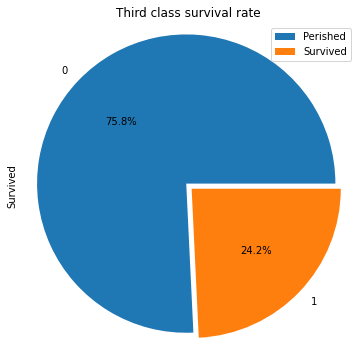 Third class survival rate
Perished
Survived
0
75.8%
Survived
24.2%
1